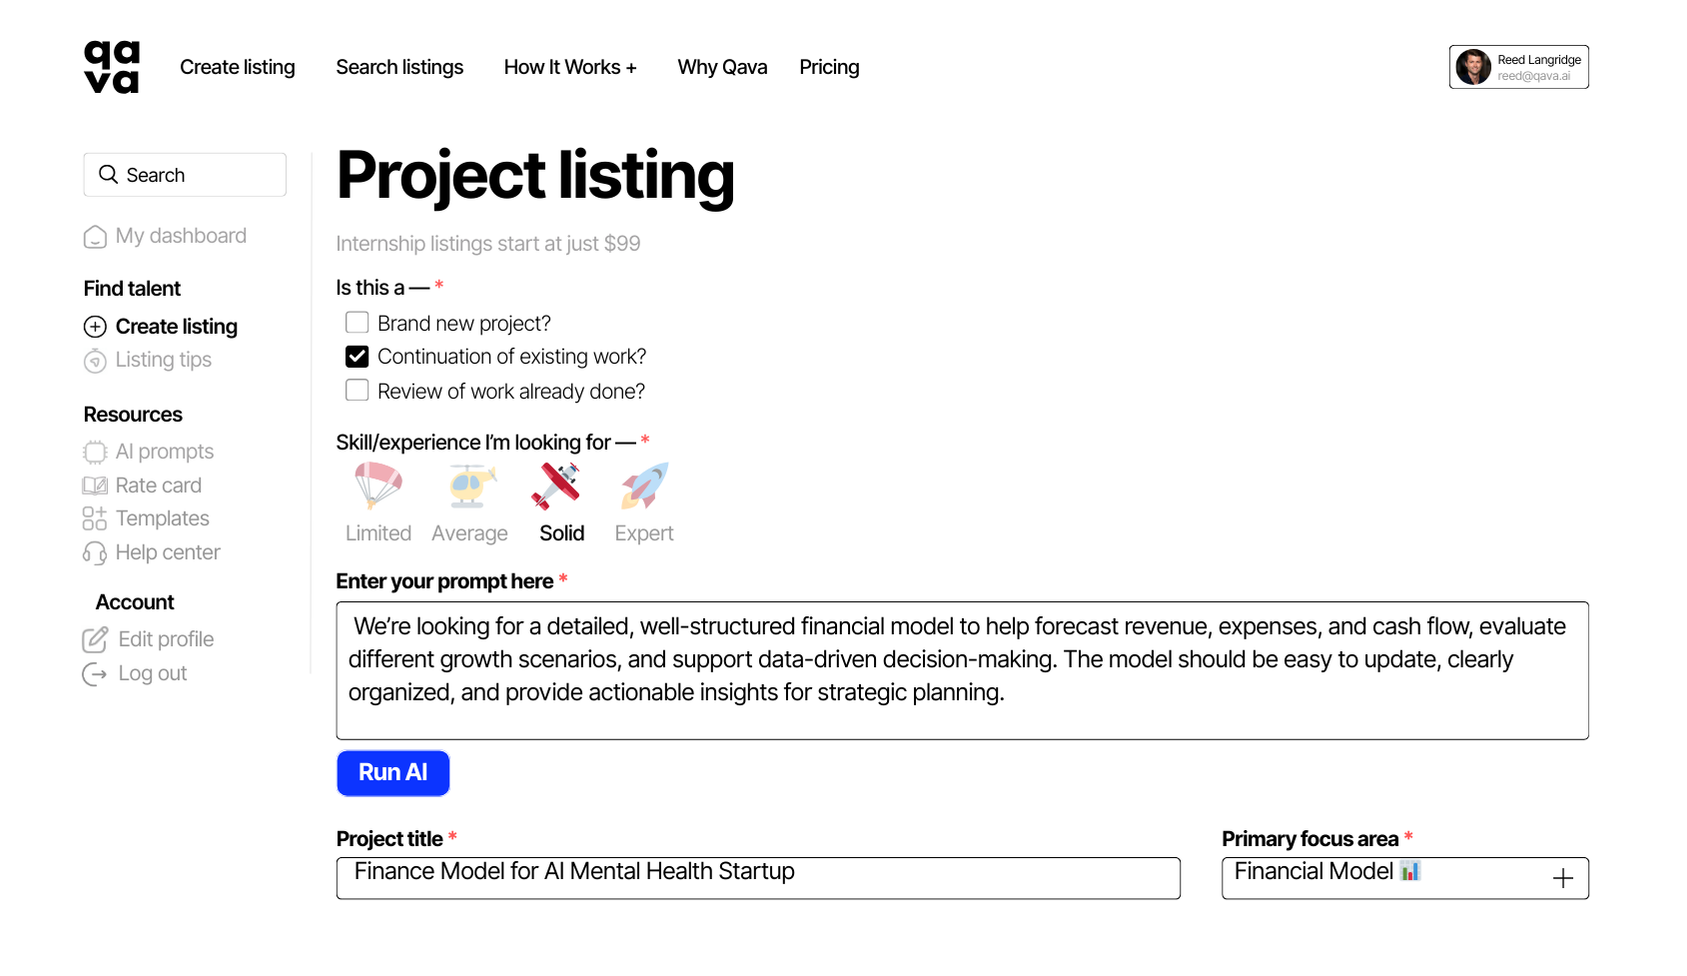 qa
va
Create listing
Search listings
How It Works +
Why Qava
Pricing
Reed Langridge
reed@qava.ai
Search
My dashboard
Find talent
Create listing
Listing tips
Resources
AI prompts
Rate card
Templates
Help center
Account
Edit profile
Log out
Project listing
Internship listings start at just $99
Is this a — *
Brand new project?
Continuation of existing work?
Review of work already done?
Skill/experience I’m looking for — *
Limited
Average
Solid
Expert
Enter your prompt here *
We’re looking for a detailed, well-structured financial model to help forecast revenue, expenses, and cash flow, evaluate
different growth scenarios, and support data-driven decision-making. The model should be easy to update, clearly
organized, and provide actionable insights for strategic planning.
Run AI
Project title *
Finance Model for AI Mental Health Startup
Primary focus area *
Financial Model 📊